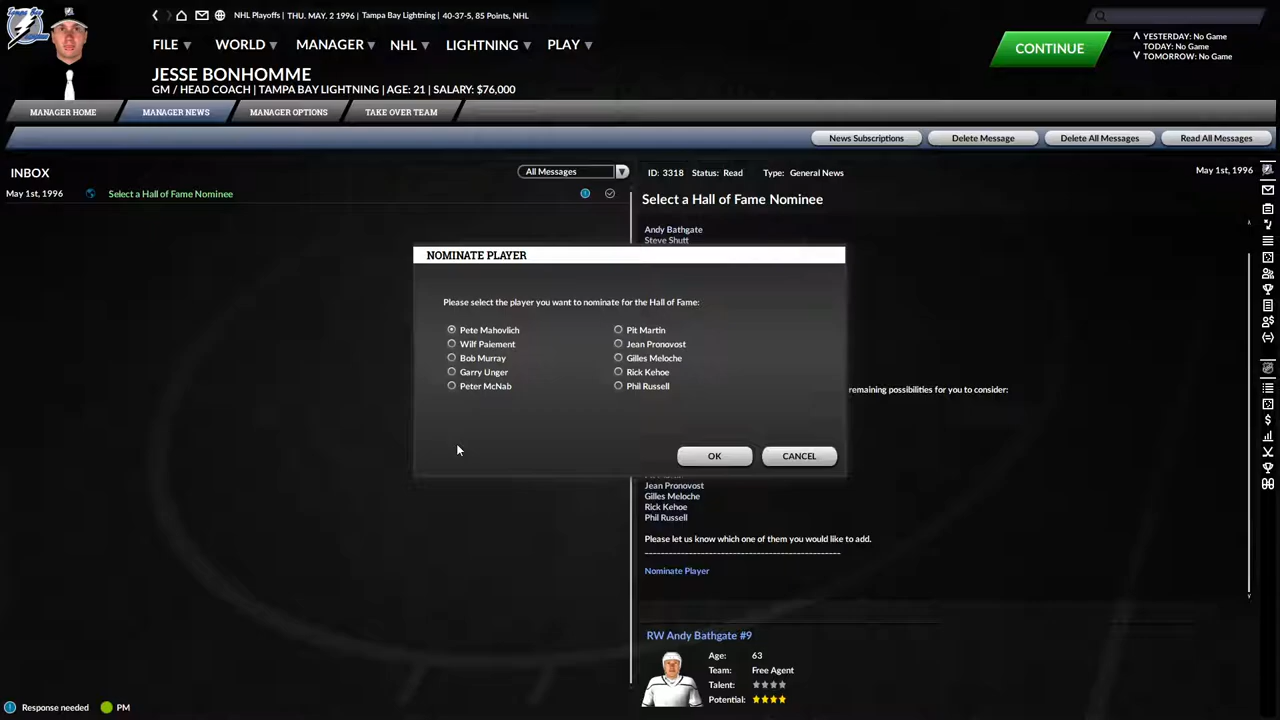 NHL Playoffs | THU. MAY. 2 1996 | Tampa Bay Lightning | 40-37-5, 85 Points, NHL
FILE WORLD MANAGER NHL LIGHTNING PLAY
CONTINUE
YESTERDAY: No Game
TODAY: No Game
TOMORROW: No Game
JESSE BONHOMME
GM / HEAD COACH | TAMPA BAY LIGHTNING | AGE: 21 | SALARY: $76,000
MANAGER HOME MANAGER NEWS MANAGER OPTIONS TAKE OVER TEAM
News Subscriptions Delete Message Delete All Messages Read All Messages
INBOX
All Messages
May 1st, 1996 Select a Hall of Fame Nominee
ID: 3318 Status: Read Type: General News May 1st, 1996
Select a Hall of Fame Nominee
Andy Bathgate
Steve Shutt
NOMINATE PLAYER
Please select the player you want to nominate for the Hall of Fame:
Pete Mahovlich Pit Martin
Wilf Paiement Jean Pronovost
Bob Murray Gilles Meloche
Garry Unger Rick Kehoe
Peter McNab Phil Russell
OK CANCEL
remaining possibilities for you to consider:
Jean Pronovost
Gilles Meloche
Rick Kehoe
Phil Russell
Please let us know which one of them you would like to add.
Nominate Player
RW Andy Bathgate #9
Age: 63
Team: Free Agent
Talent:
Potential:
Response needed PM